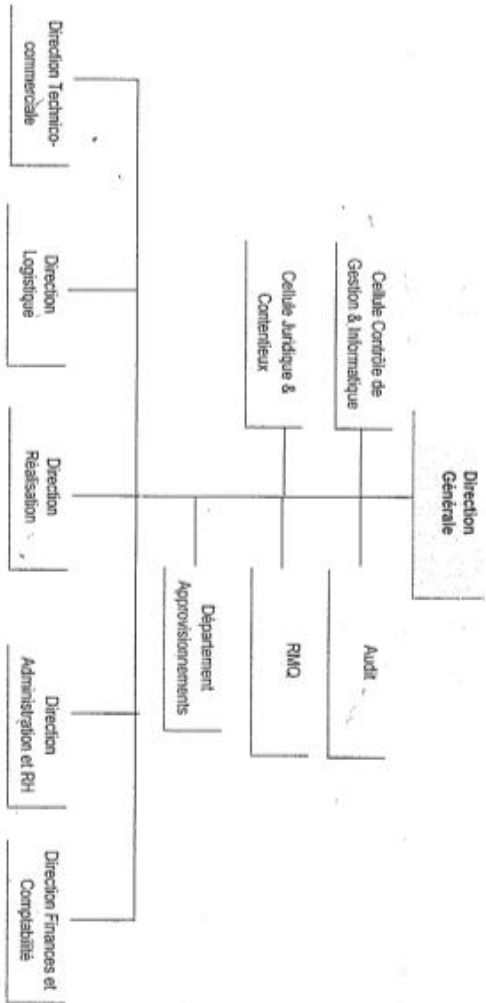 Direction
Générale
Cellule Contrôle de
Gestion & Informatique
Audit
Cellule Juridique &
Contentieux
RMQ
Département
Approvisionnements
Direction Technico-
commerciale
Direction
Logistique
Direction
Réalisation
Direction
Administration et RH
Direction Finances et
Comptabilité